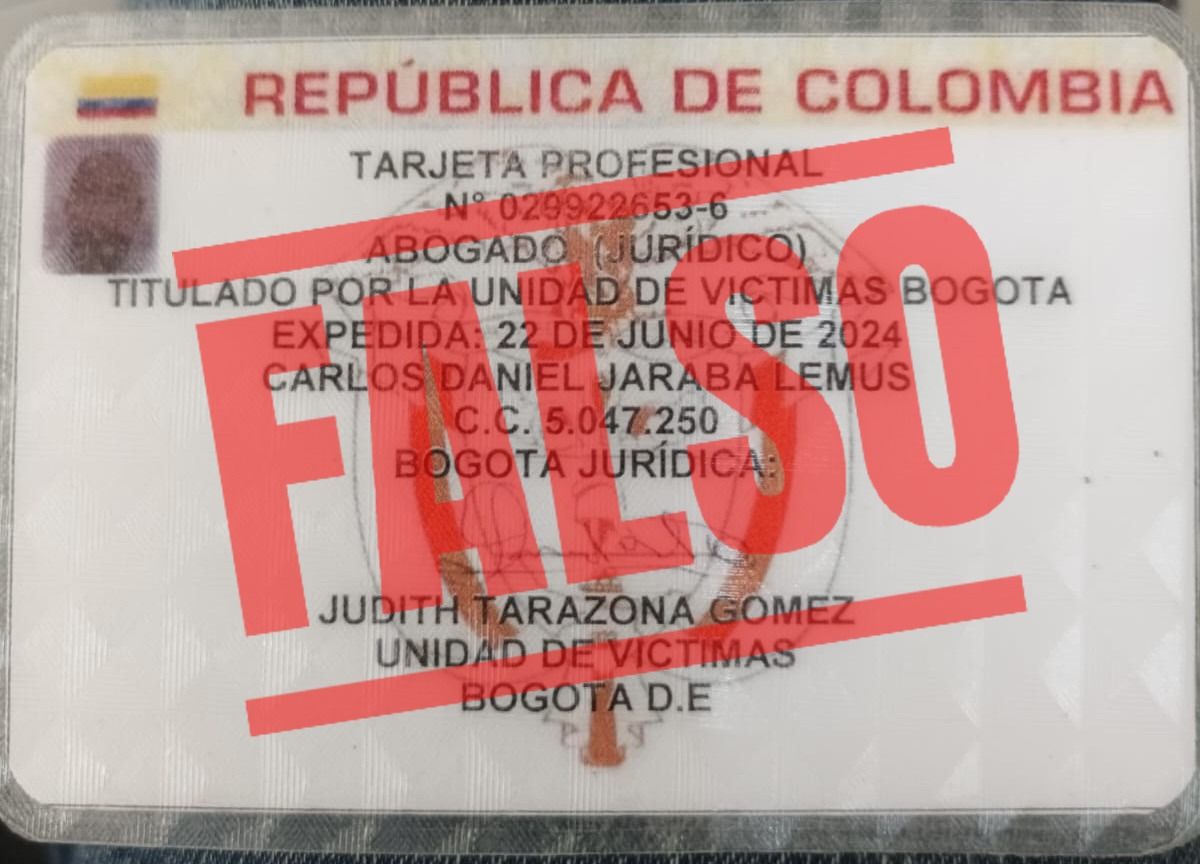 REPÚBLICA DE COLOMBIA
TARJETA PROFESIONAL
N° 029922653-6
ABOGADO (JURÍDICO)
TITULADO POR LA UNIDAD DE VICTIMAS BOGOTA
EXPEDIDA: 22 DE JUNIO DE 2024
CARLOS DANIEL JARABA LEMUS
C.C. 5.047.250
BOGOTA JURÍDICA:
JUDITH TARAZONA GOMEZ
UNIDAD DE VICTIMAS
BOGOTA D.E
FALSO